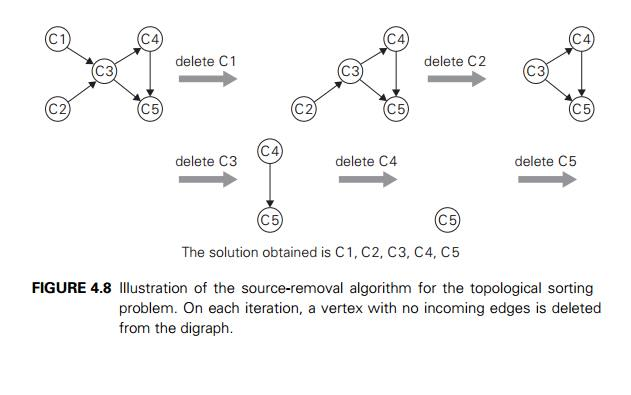 C1 C4
delete C1
C3
C2 C5
C4
delete C2
C3
C2 C5
C4
C3
C5
delete C3
C4
C5
delete C4
C5
delete C5
The solution obtained is C1, C2, C3, C4, C5
FIGURE 4.8 Illustration of the source-removal algorithm for the topological sorting
problem. On each iteration, a vertex with no incoming edges is deleted
from the digraph.